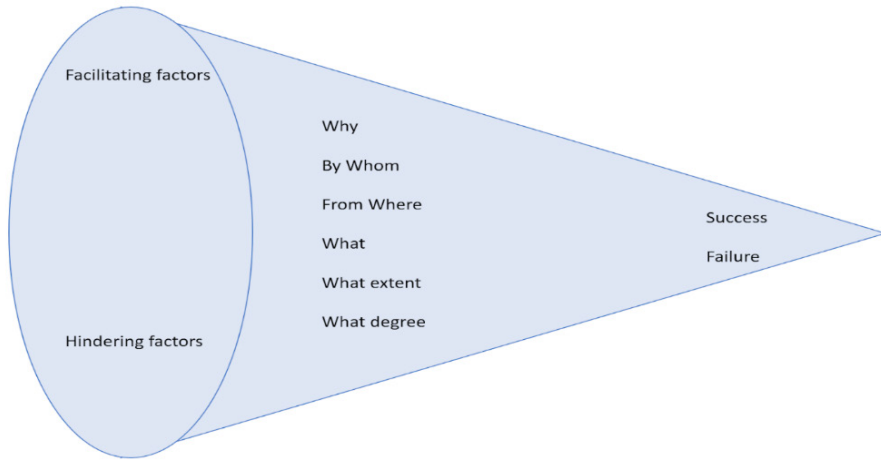 Facilitating factors
Hindering factors
Why
By Whom
From Where
What
What extent
What degree
Success
Failure